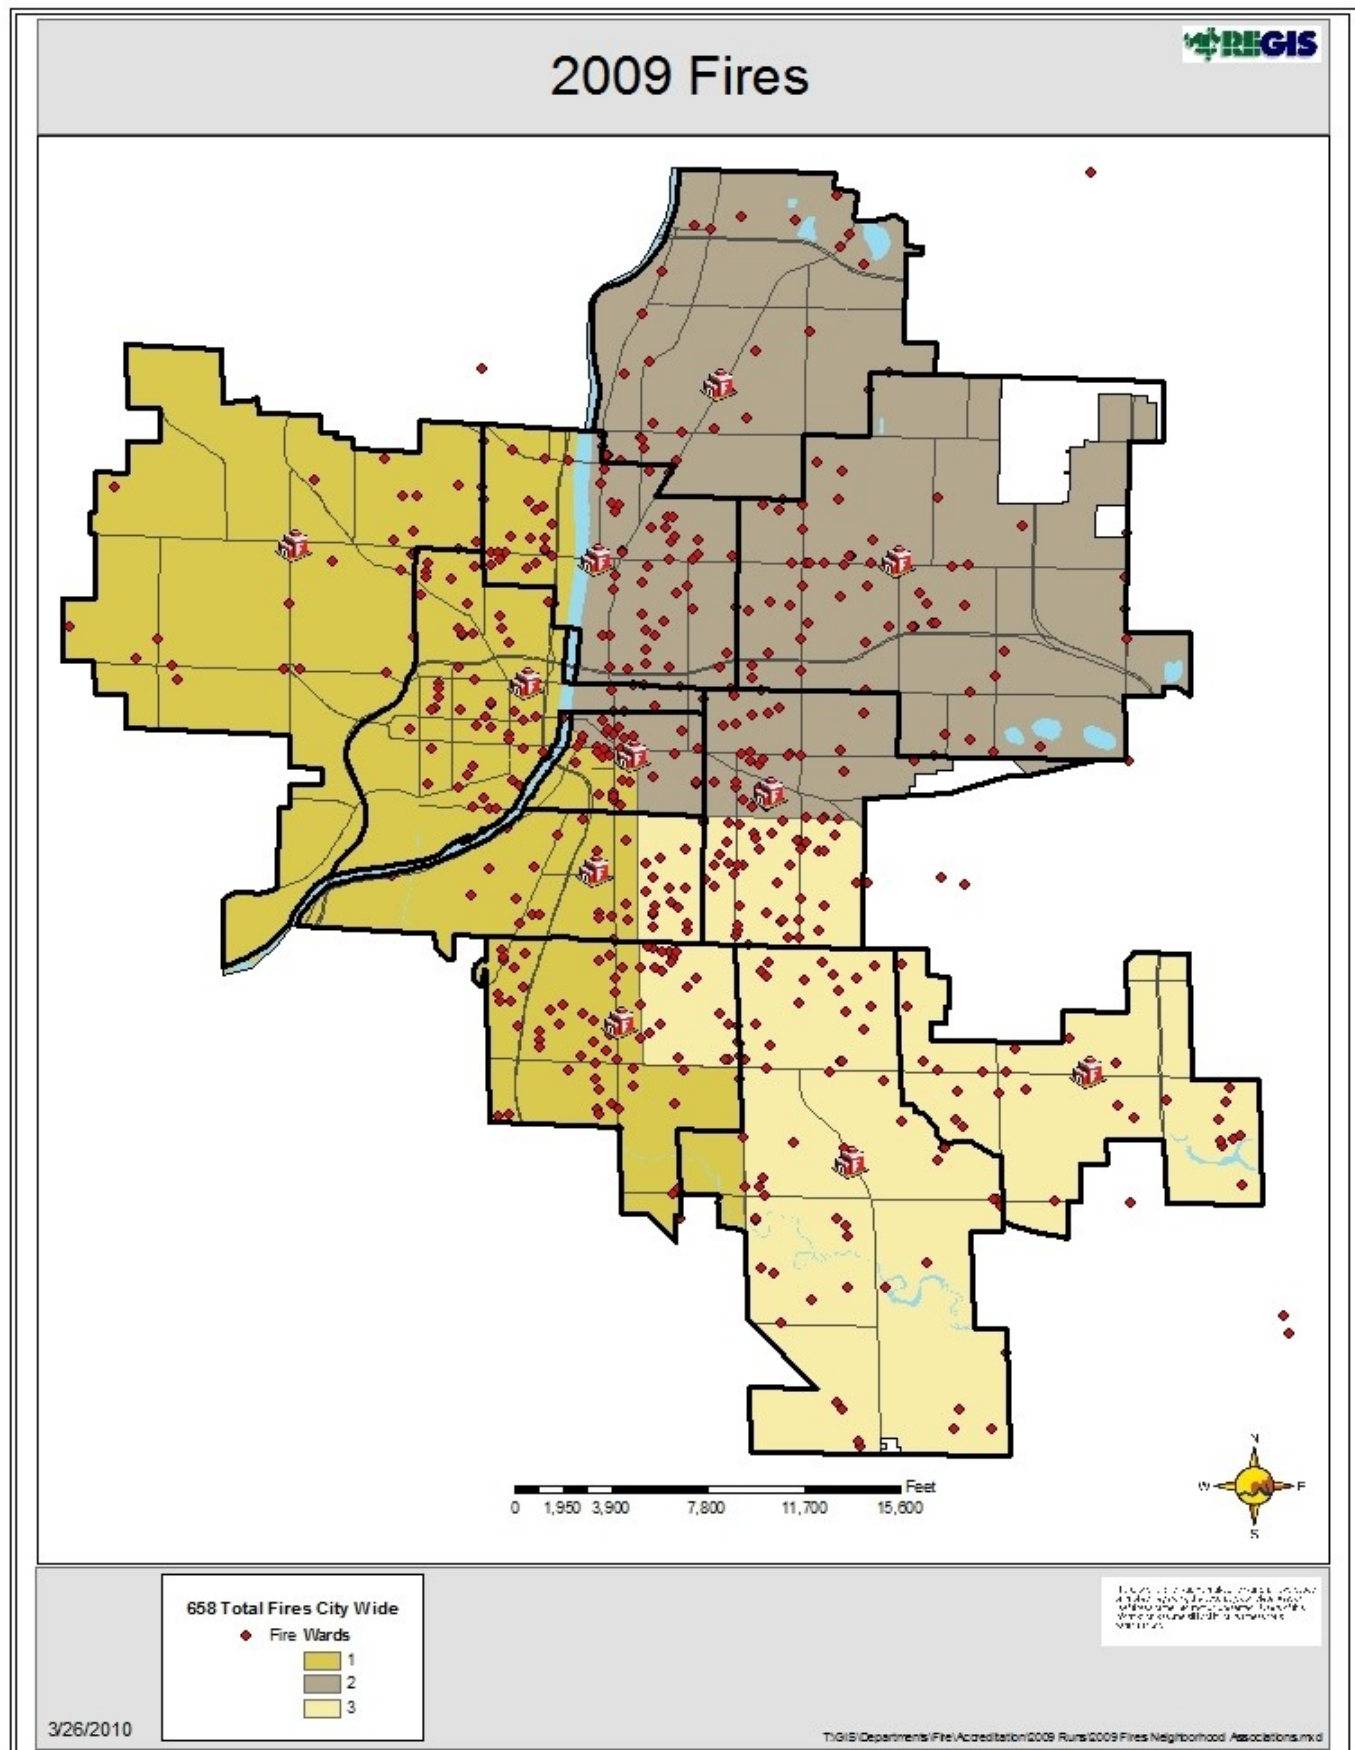 REGIS
2009 Fires
N
W
E
S
Feet
0 1,950 3,900 7,800 11,700 15,600
658 Total Fires City Wide
Fire Wards
1
2
3
3/26/2010
T:\GIS\Departments\Fire\Accreditation\2009 Runs\2009 Fires Neighborhood Associations.mxd